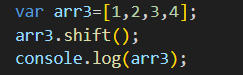 var arr3=[1,2,3,4];
arr3.shift();
console.log(arr3);